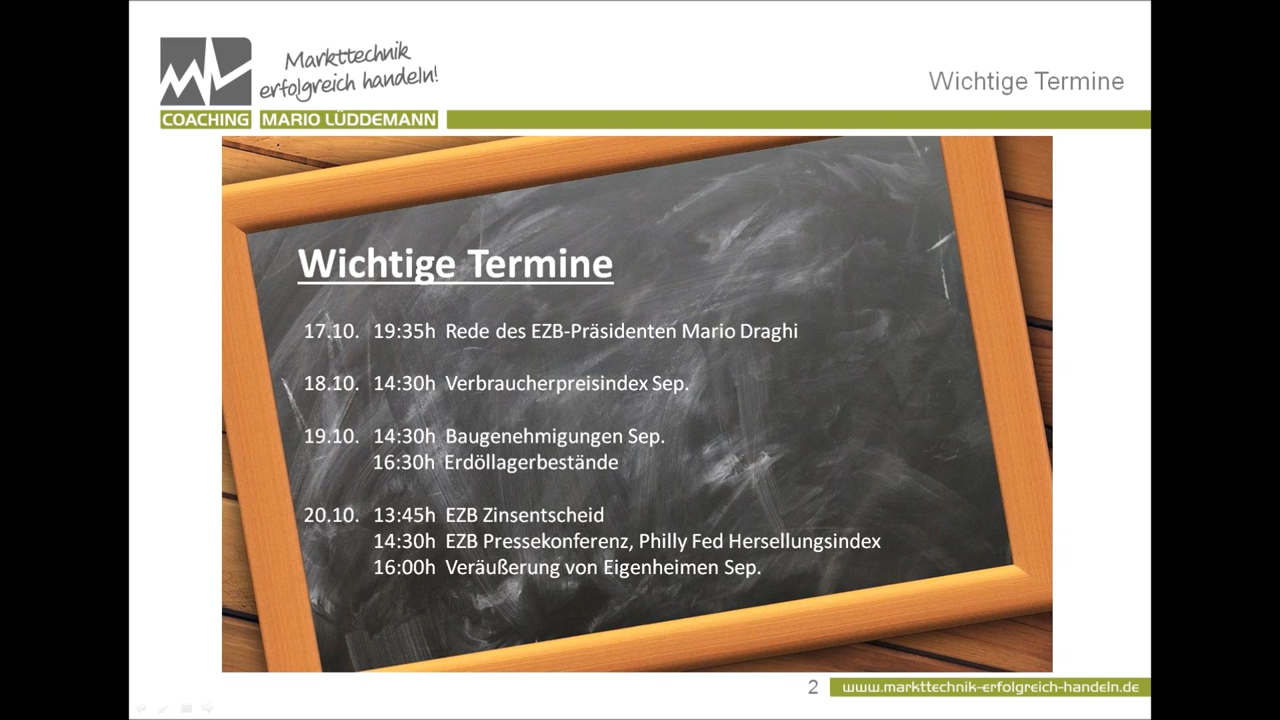 Markttechnik
erfolgreich handeln!
COACHING MARIO LÜDDEMANN
Wichtige Termine
Wichtige Termine
17.10. 19:35h Rede des EZB-Präsidenten Mario Draghi
18.10. 14:30h Verbraucherpreisindex Sep.
19.10. 14:30h Baugenehmigungen Sep.
16:30h Erdöllagerbestände
20.10. 13:45h EZB Zinsentscheid
14:30h EZB Pressekonferenz, Philly Fed Hersellungsindex
16:00h Veräußerung von Eigenheimen Sep.
2 www.markttechnik-erfolgreich-handeln.de